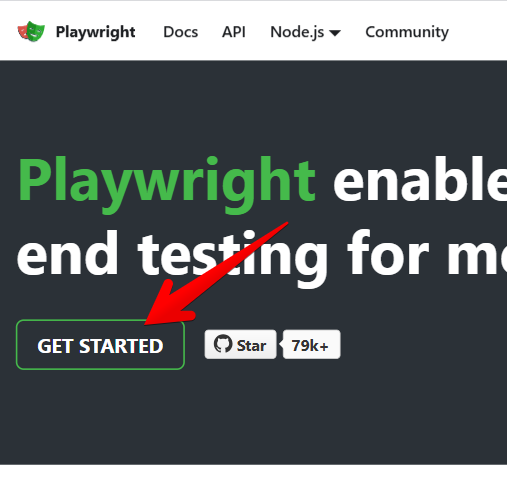 Playwright Docs API Node.js Community
Playwright enable
end testing for m
GET STARTED Star 79k+